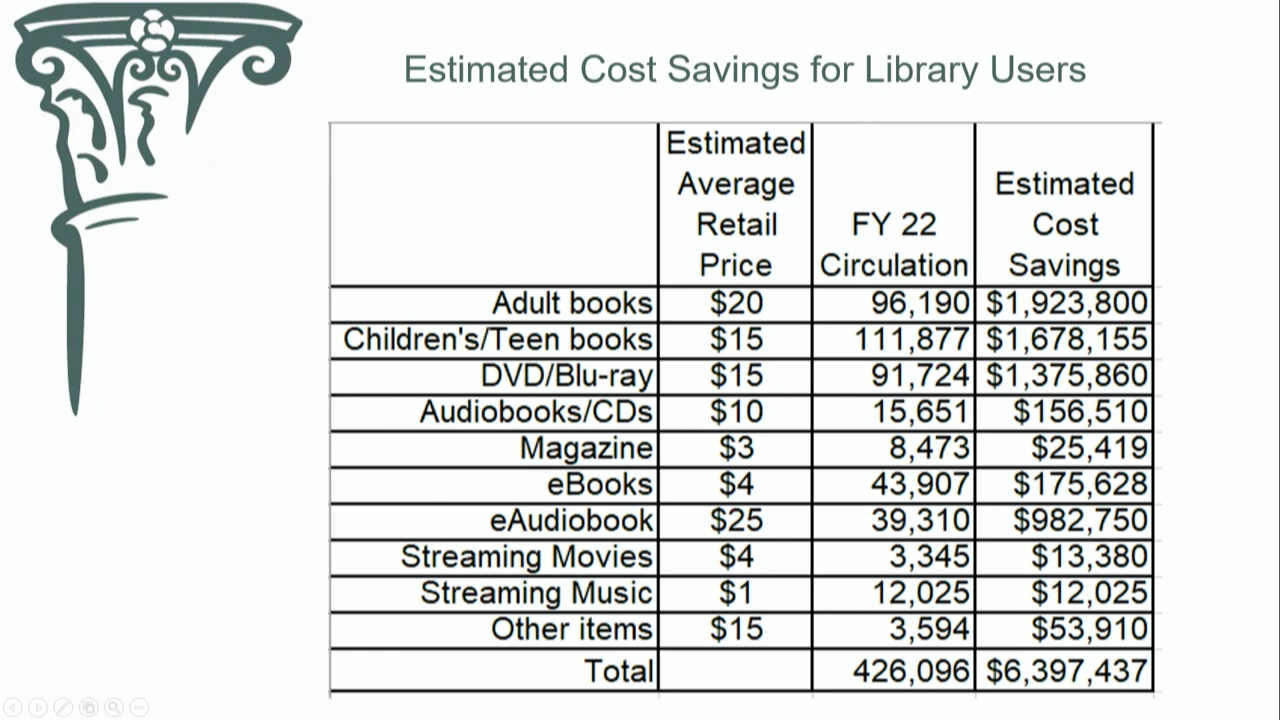 Estimated Cost Savings for Library Users
Estimated Average Retail Price FY 22 Circulation Estimated Cost Savings
Adult books $20 96,190 $1,923,800
Children's/Teen books $15 111,877 $1,678,155
DVD/Blu-ray $15 91,724 $1,375,860
Audiobooks/CDs $10 15,651 $156,510
Magazine $3 8,473 $25,419
eBooks $4 43,907 $175,628
eAudiobook $25 39,310 $982,750
Streaming Movies $4 3,345 $13,380
Streaming Music $1 12,025 $12,025
Other items $15 3,594 $53,910
Total 426,096 $6,397,437